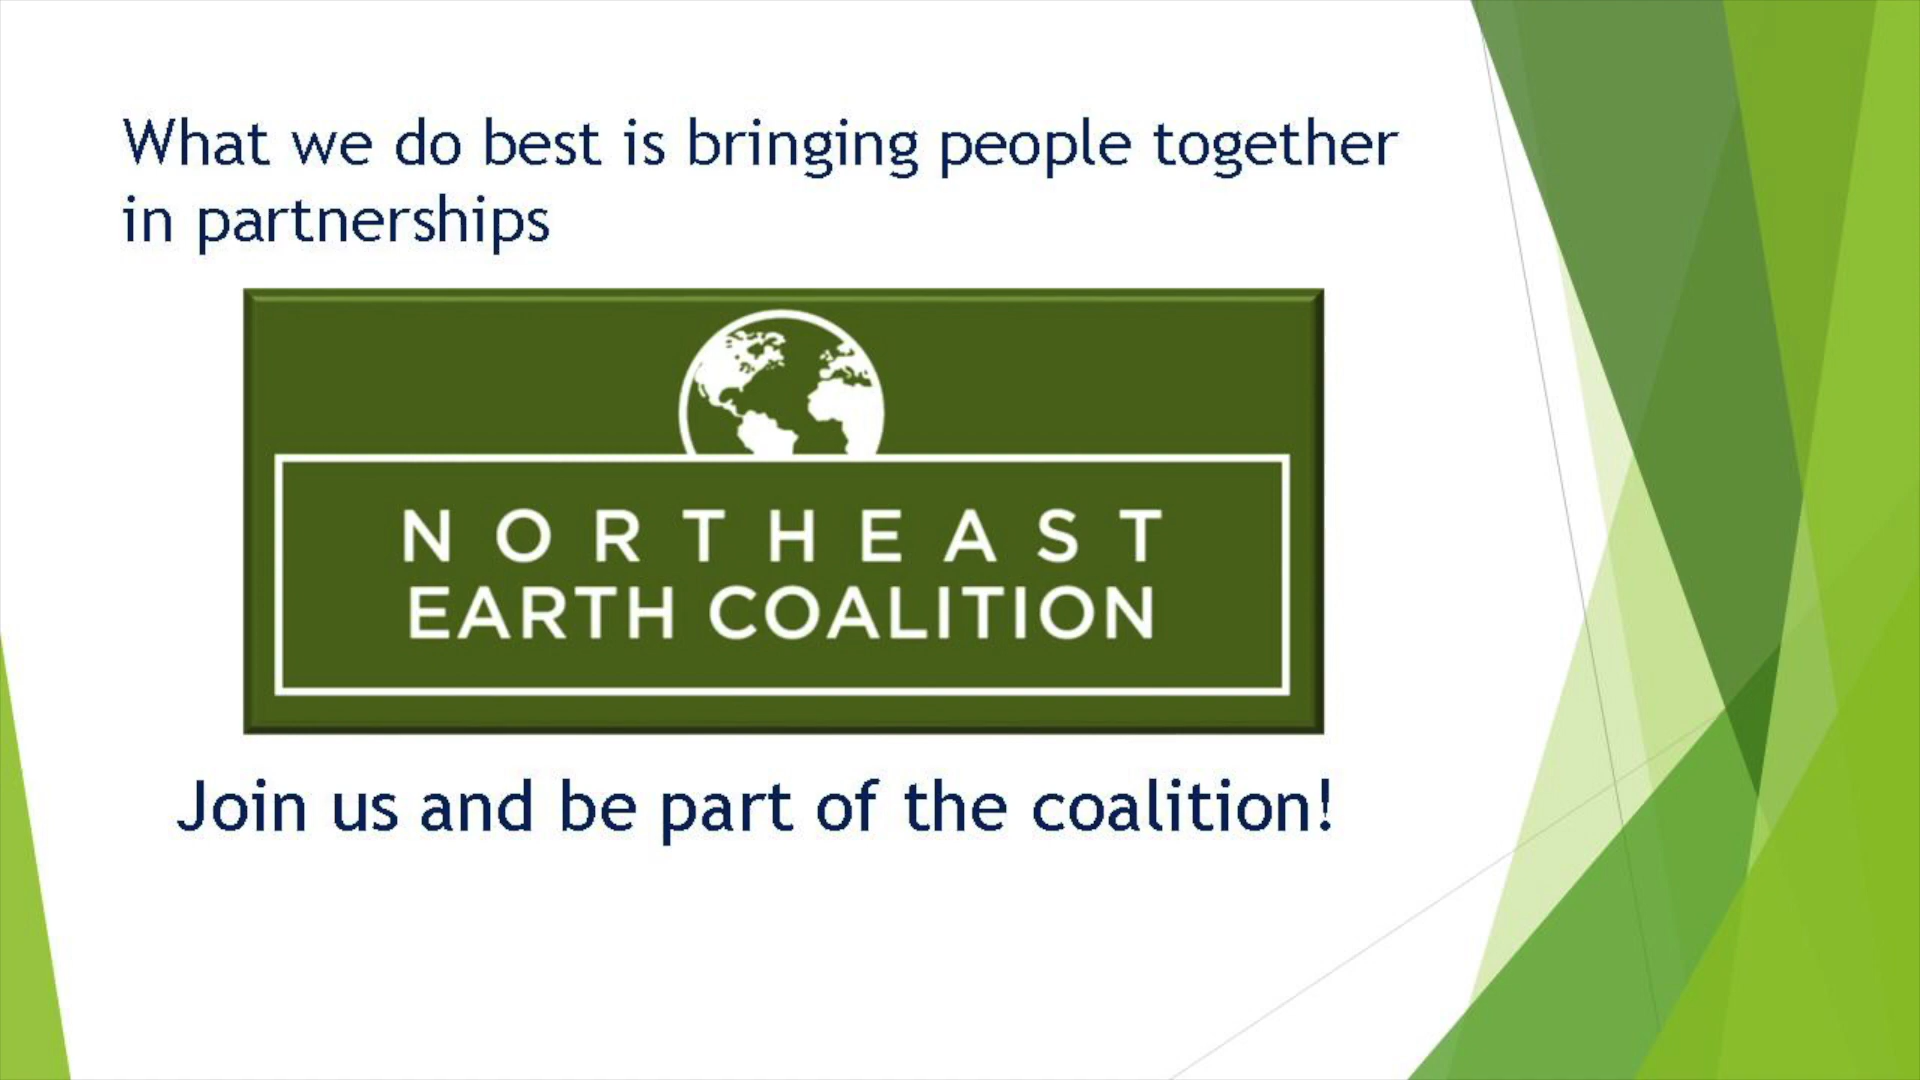 What we do best is bringing people together
in partnerships
NORTHEAST
EARTH COALITION
Join us and be part of the coalition!